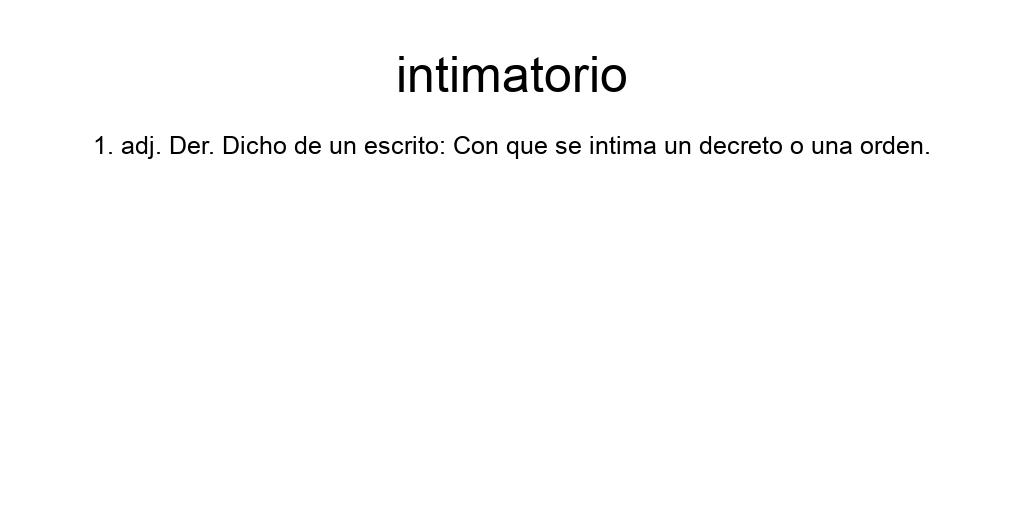 intimatorio
1. adj. Der. Dicho de un escrito: Con que se intima un decreto o una orden.